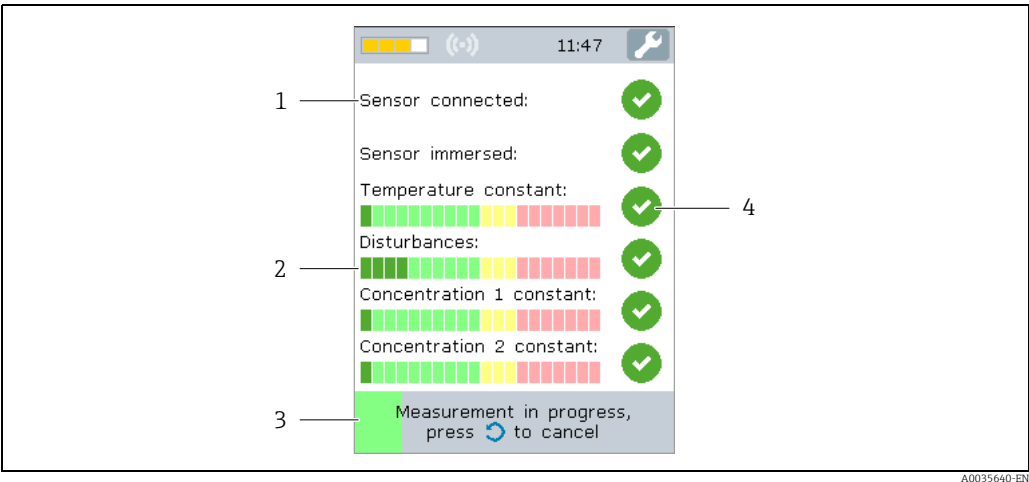 11:47
1
Sensor connected:
Sensor immersed:
Temperature constant:
4
Disturbances:
2
Concentration 1 constant:
Concentration 2 constant:
3
Measurement in progress,
press to cancel
A0035640-EN